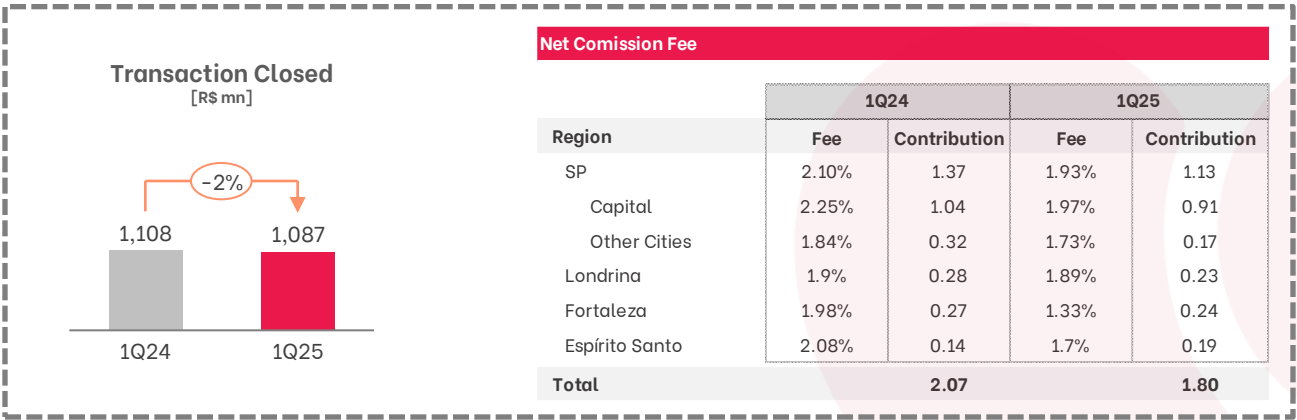 Transaction Closed
[R$ mn]
-2%
1,108 1,087
1Q24 1Q25
Net Comission Fee
1Q24 1Q25
Region Fee Contribution Fee Contribution
SP 2.10% 1.37 1.93% 1.13
Capital 2.25% 1.04 1.97% 0.91
Other Cities 1.84% 0.32 1.73% 0.17
Londrina 1.9% 0.28 1.89% 0.23
Fortaleza 1.98% 0.27 1.33% 0.24
Espírito Santo 2.08% 0.14 1.7% 0.19
Total 2.07 1.80